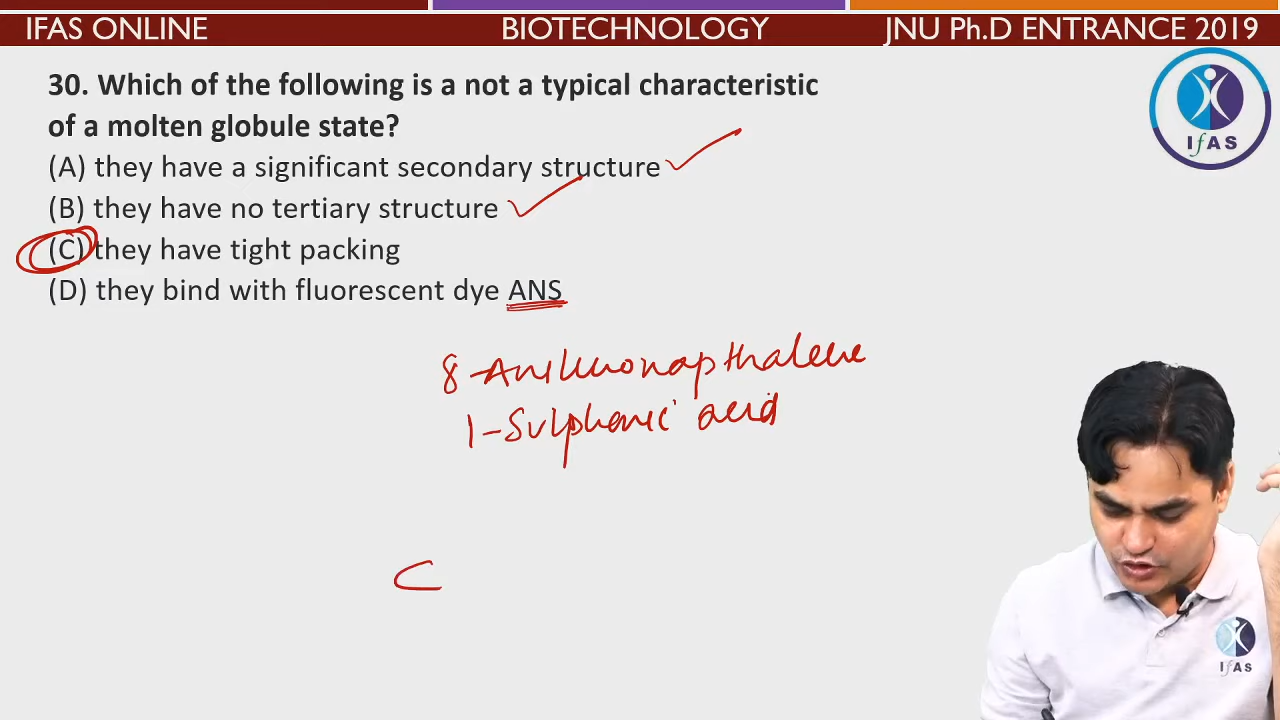 IFAS ONLINE BIOTECHNOLOGY JNU Ph.D ENTRANCE 2019
IfAS
30. Which of the following is a not a typical characteristic
of a molten globule state?
(A) they have a significant secondary structure
(B) they have no tertiary structure
(C) they have tight packing
(D) they bind with fluorescent dye ANS
1-Sulphonic acid
C
IfAS